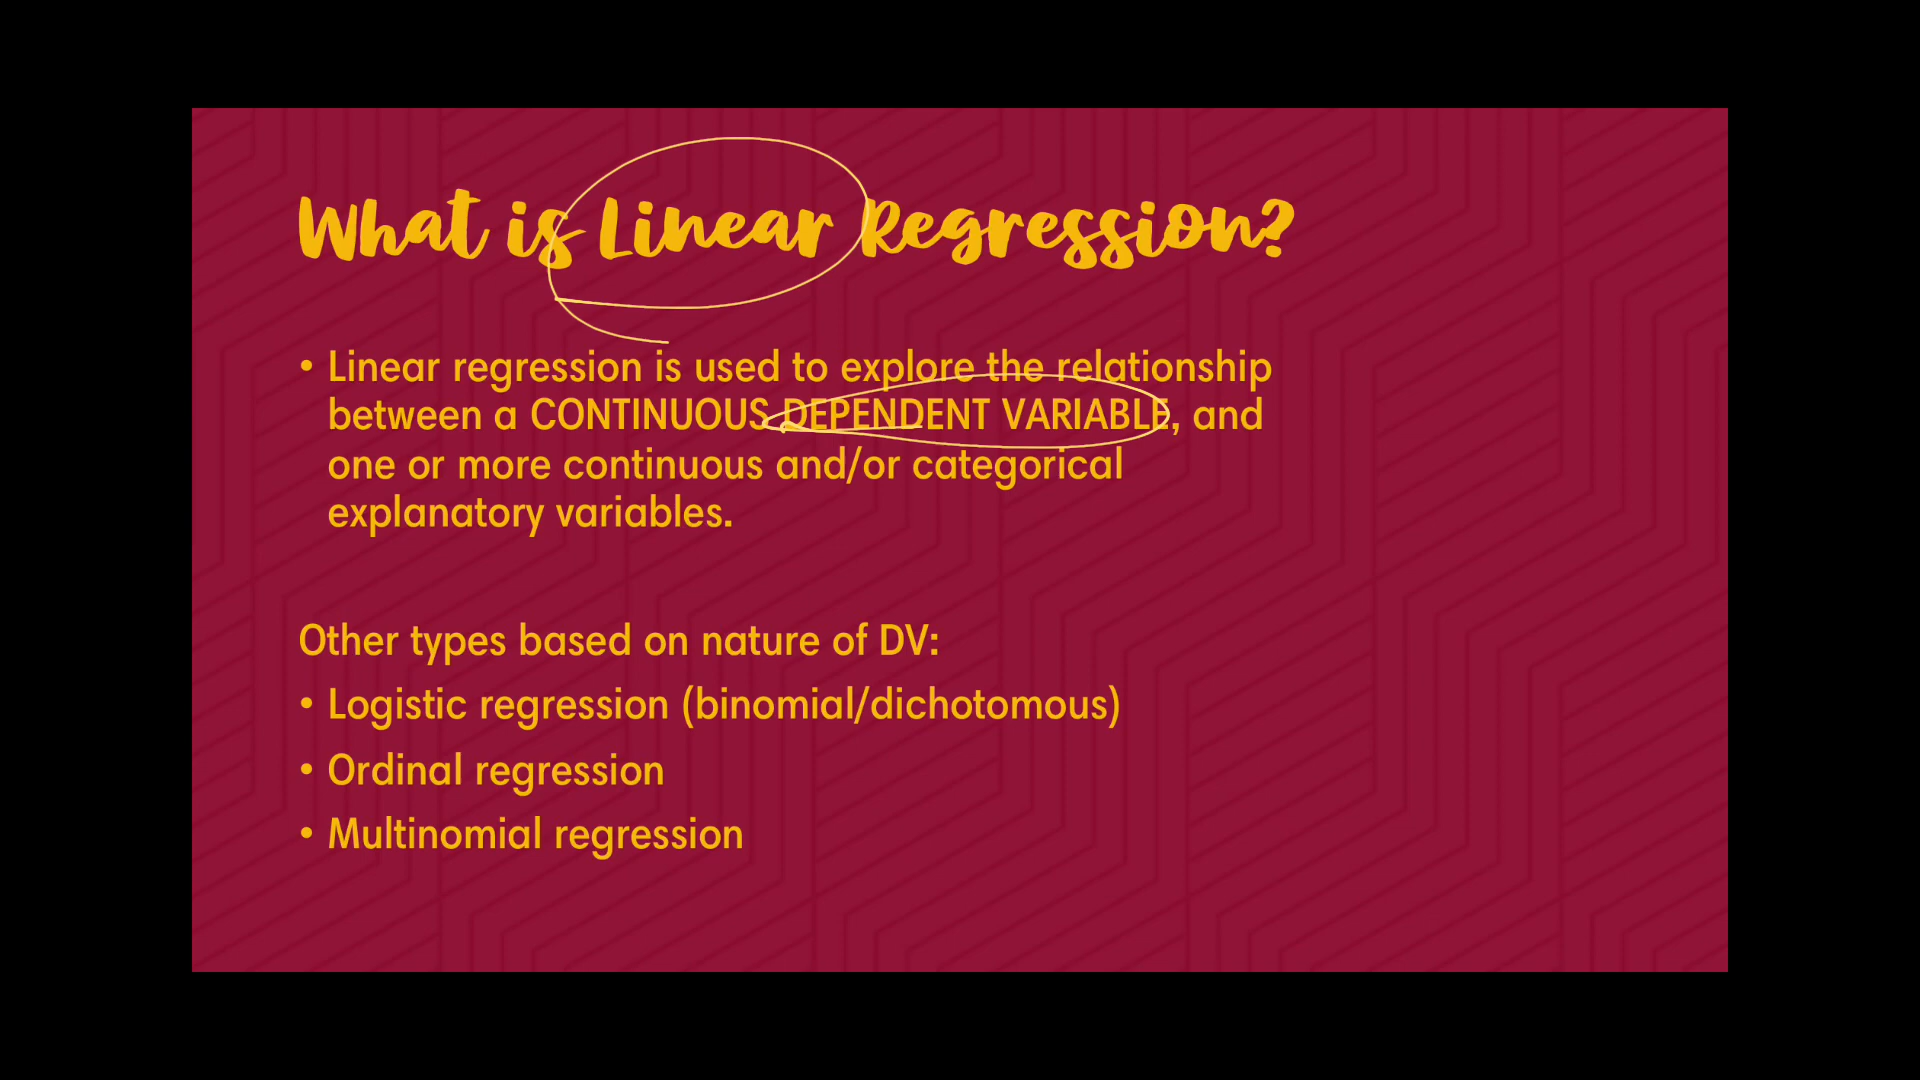 What is Linear Regression?
• Linear regression is used to explore the relationship
between a CONTINUOUS DEPENDENT VARIABLE, and
one or more continuous and/or categorical
explanatory variables.
Other types based on nature of DV:
• Logistic regression (binomial/dichotomous)
• Ordinal regression
• Multinomial regression